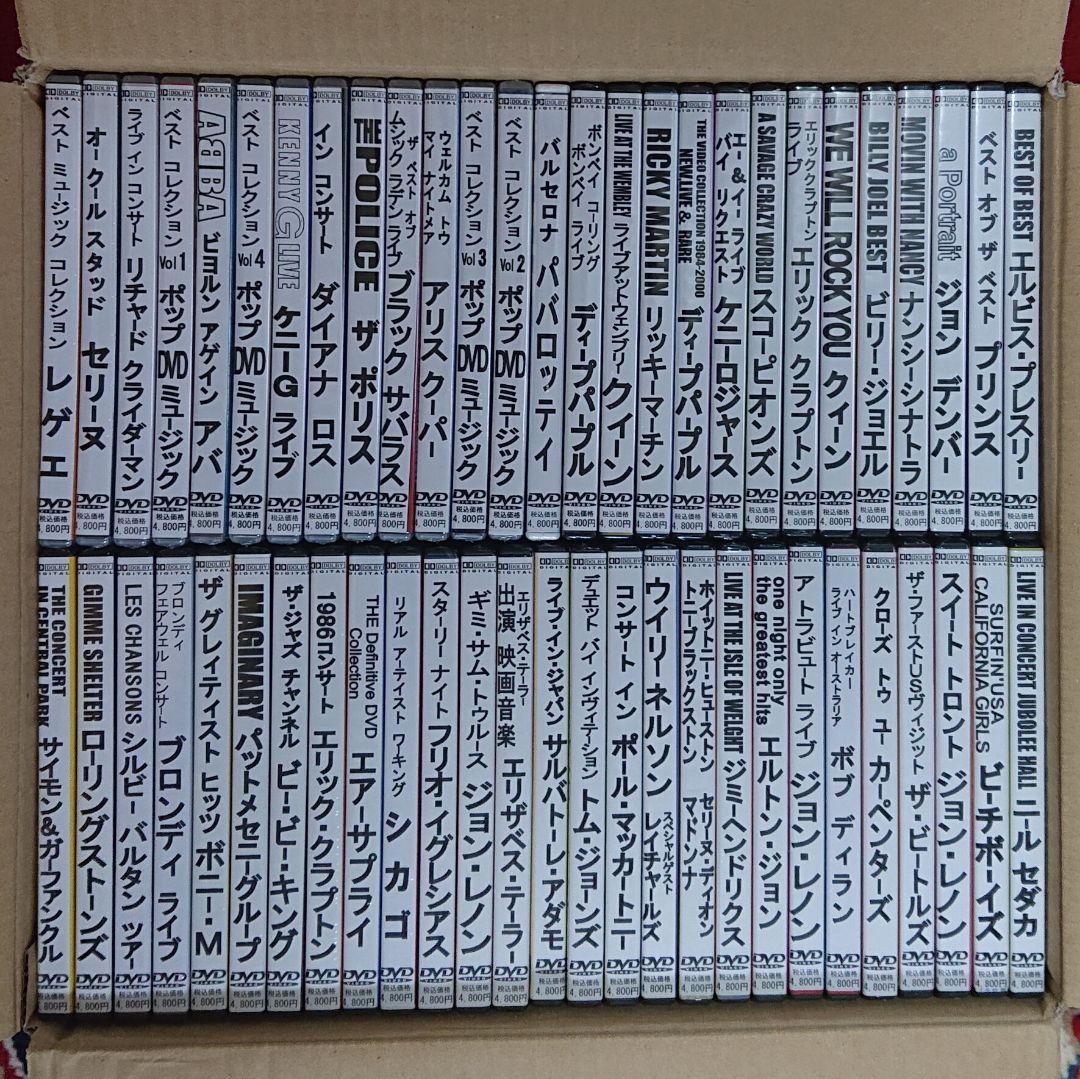 ベスト ミュージック コレクション レゲエ
オークール スタッド セリーヌ
ライブ イン コンサート リチャード クライダーマン
ベスト コレクション Vol 1 ポップ DVD ミュージック
ABBA ビョルン アゲイン アバ
ベスト コレクション Vol 4 ポップ DVD ミュージック
KENNY G LIVE ケニーG ライブ
イン コンサート ダイアナ ロス
THE POLICE ザ ポリス
ザ ベスト オブ
ムシック ラデン ライブ ブラック サバラス
ウェルカム トウ
マイ ナイトメア アリス クーパー
ベスト コレクション Vol 3 ポップ DVD ミュージック
ベスト コレクション Vol 2 ポップ DVD ミュージック
バルセロナ パバロッティ
ボンベイ コーリング
ボンベイ ライブ ディープパープル
LIVE AT THE WEMBLEY ライブアットウェンブリー クィーン
RICKY MARTIN リッキーマーチン
THE VIDEO COLLECTION 1984-2000
NEW, LIVE & RARE ディープパープル
エー&イー ライブ
バイ リクエスト ケニーロジャース
A SAVAGE CRAZY WORLD スコーピオンズ
エリッククラプトン
ライブ エリック クラプトン
WE WILL ROCK YOU クィーン
BILLY JOEL BEST ビリー・ジョエル
MOVIN WITH NANCY ナンシーシナトラ
a Portrait ジョン デンバー
ベスト オブ ザ ベスト プリンス
BEST OF BEST エルビス・プレスリー
THE CONCERT
IN CENTRAL PARK サイモン&ガーファンクル
GIMME SHELTER ローリングストーンズ
LES CHANSONS シルビー バルタン ツアー
ブロンディ
フェアウェル コンサート ブロンディ ライブ
ザ グレイティスト ヒッツ ボニー・M
IMAGINARY パットメセニーグループ
ザ・ジャズ チャンネル ビー・ビー・キング
1986コンサート エリック・クラプトン
THE Definitive DVD
Collection エアーサプライ
リアル アーテイスト ワーキング シカゴ
スターリー ナイト フリオ・イグレシアス
ギミ・サム・トゥルース ジョン・レノン
エリザベス・テーラー
出演 映画音楽 エリザベス・テーラー
ライブ・イン・ジャパン サルバトーレ・アダモ
デュエット バイ インヴィテーション トム・ジョーンズ
コンサート イン ポール・マッカートニー
ウイリーネルソン スペシャルゲスト レイチャールズ
ホイットニー・ヒューストン セリーヌ・ディオン
トニーブラックストン マドンナ
LIVE AT THE ISLE OF WEIGHT ジミーヘンドリクス
one night only
the greatest hits エルトン・ジョン
ア トラビュート ライブ ジョン・レノン
ハートブレイカー
ライブ イン オーストラリア ボブ ディラン
クローズ トゥ ユー カーペンターズ
ザ・ファーストUSヴィジット ザ・ビートルズ
スイート トロント ジョン・レノン
SURFIN USA
CALIFORNIA GIRLS ビーチボーイズ
LIVE IN CONCERT JUBOLEE HALL ニール セダカ